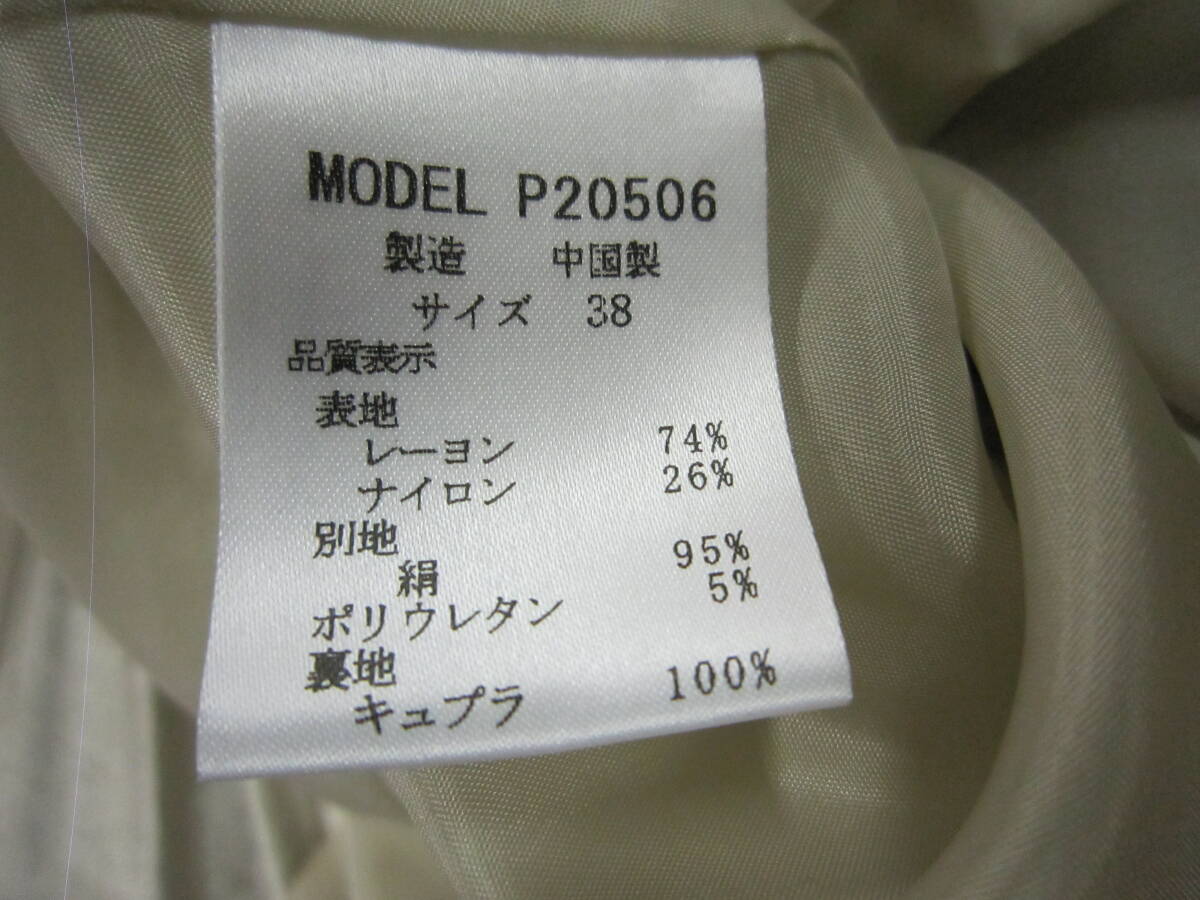 MODEL P20506
製造 中国製
サイズ 38
品質表示
表地
レーヨン 74%
ナイロン 26%
別地
絹 95%
ポリウレタン 5%
裏地
キュプラ 100%